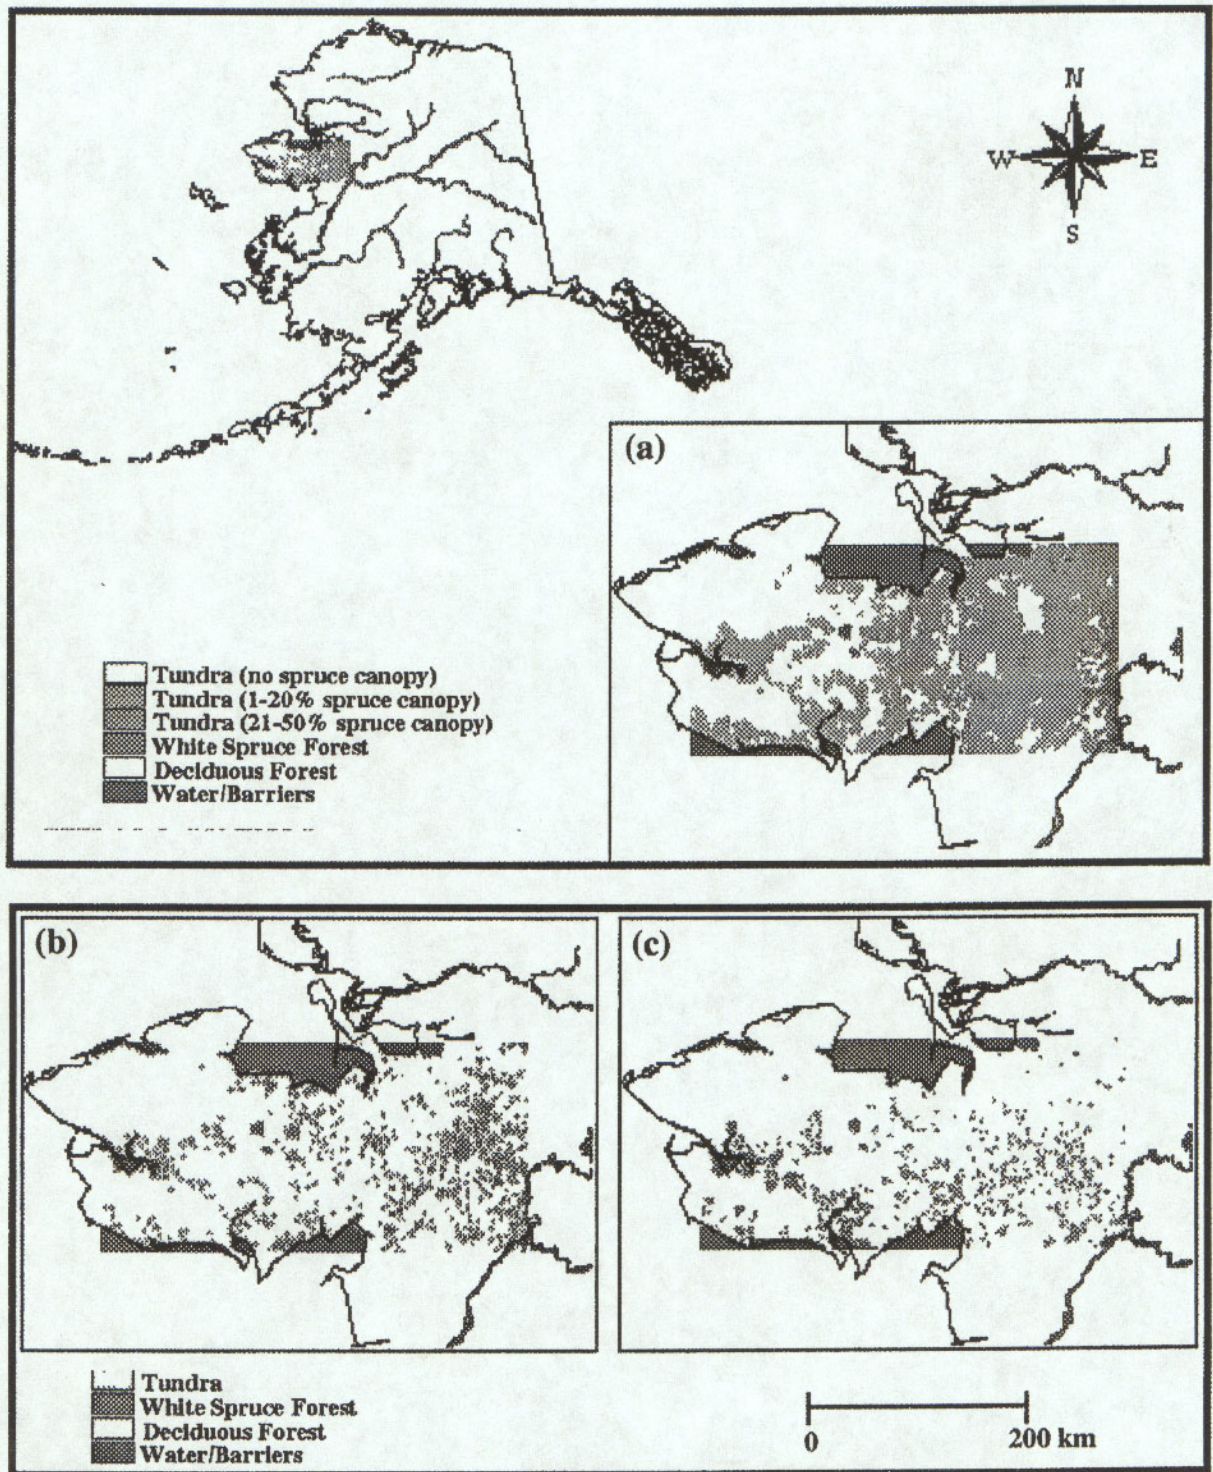 N
W E
S
(a)
Tundra (no spruce canopy)
Tundra (1-20% spruce canopy)
Tundra (21-50% spruce canopy)
White Spruce Forest
Deciduous Forest
Water/Barriers
(b)
(c)
Tundra
White Spruce Forest
Deciduous Forest
Water/Barriers
0 200 km